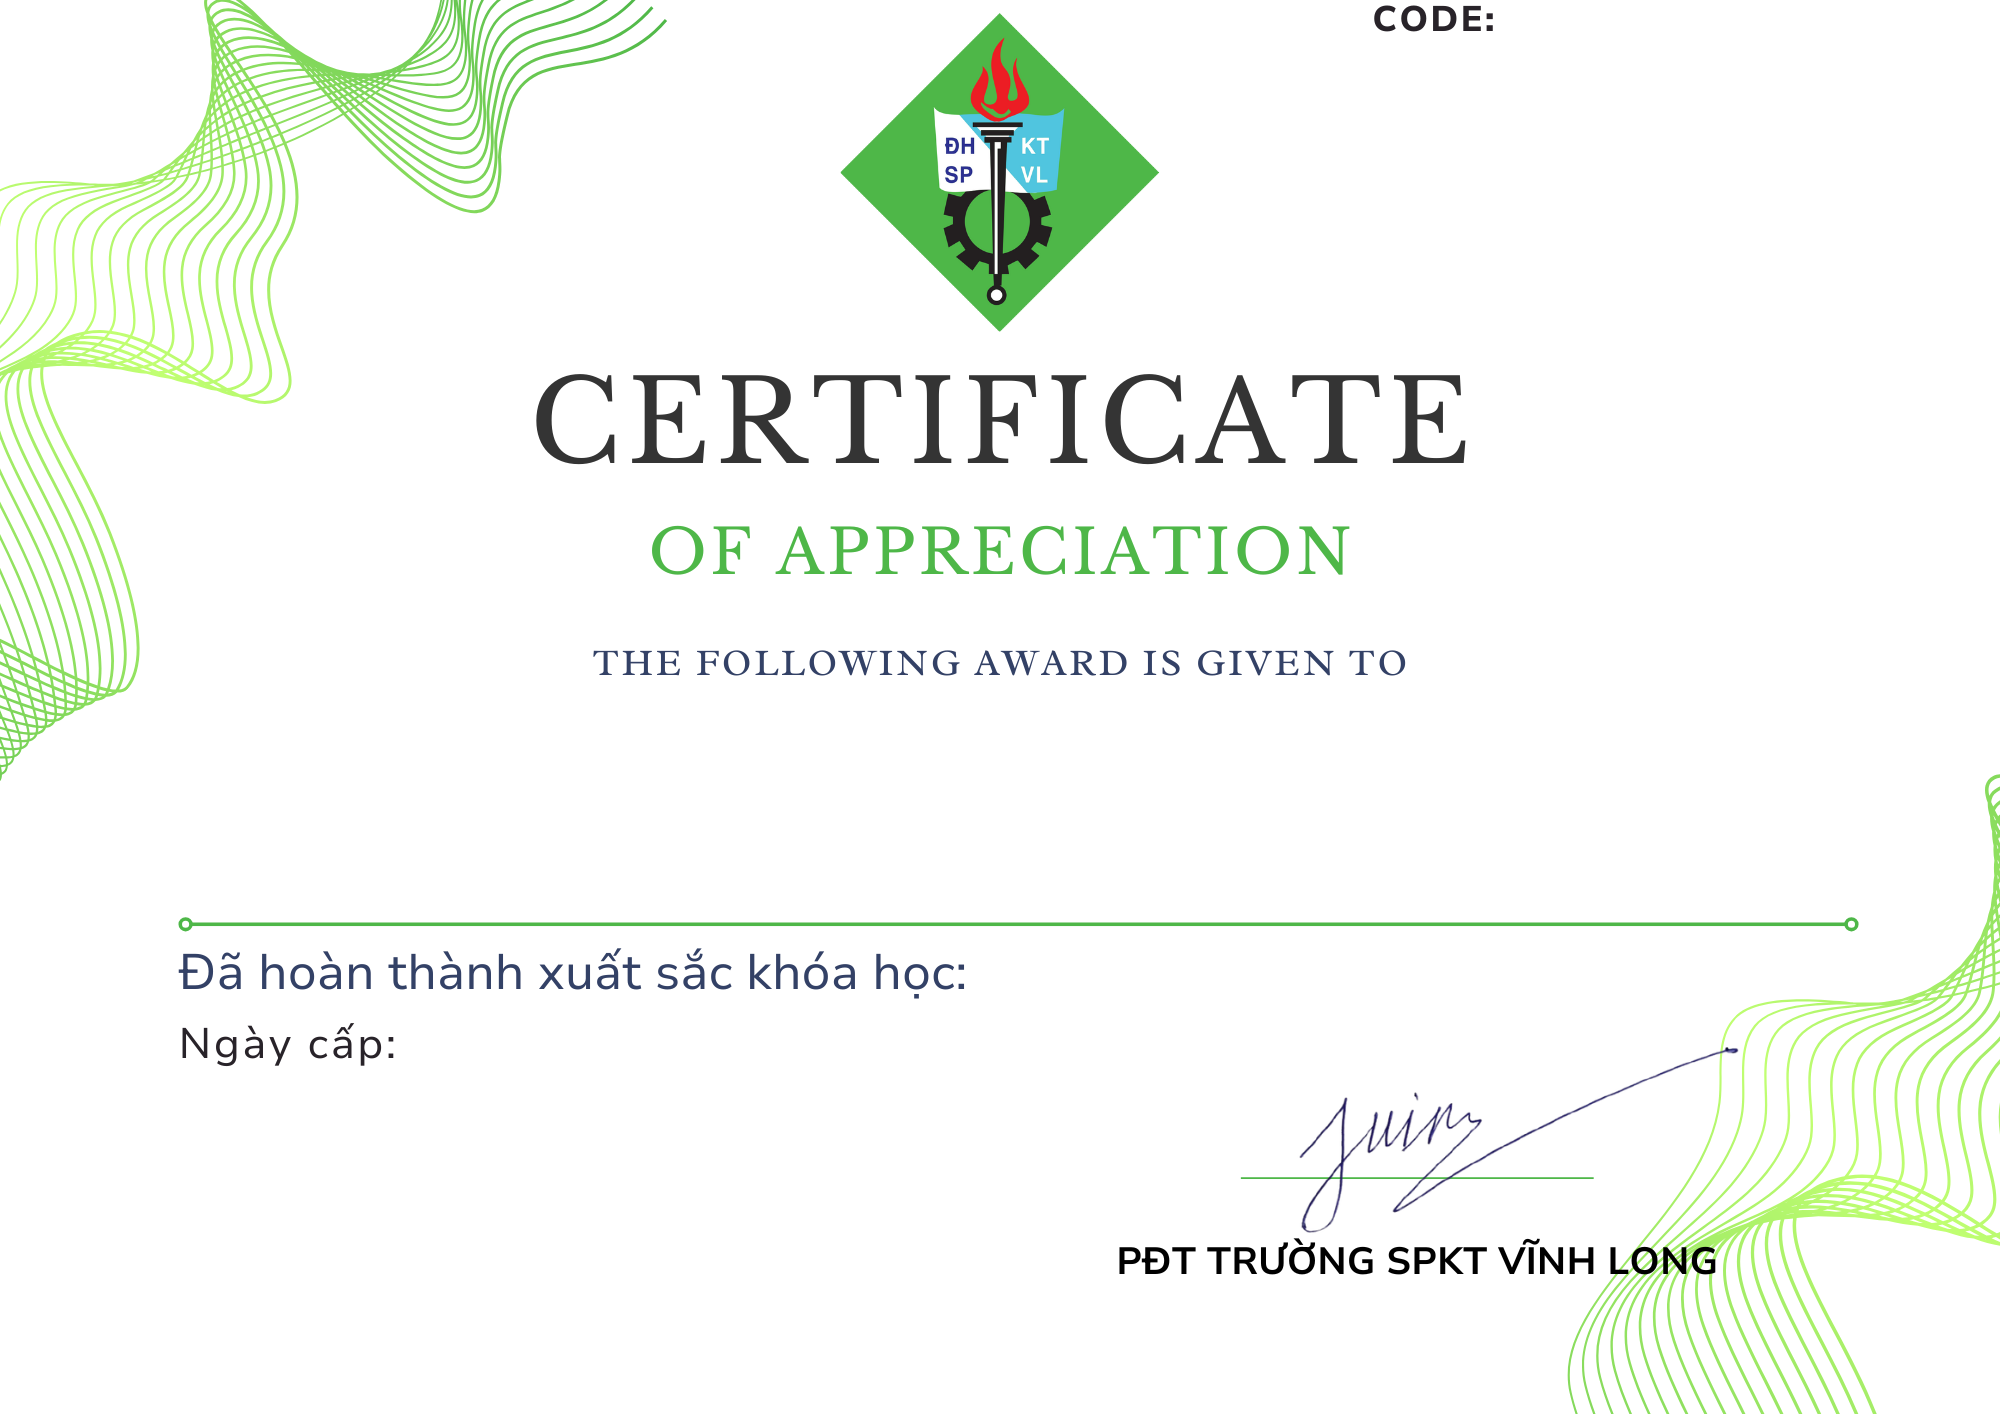 CODE:
ĐH KT
SP VL
CERTIFICATE
OF APPRECIATION
THE FOLLOWING AWARD IS GIVEN TO
Đã hoàn thành xuất sắc khóa học:
Ngày cấp:
PĐT TRƯỜNG SPKT VĨNH LONG